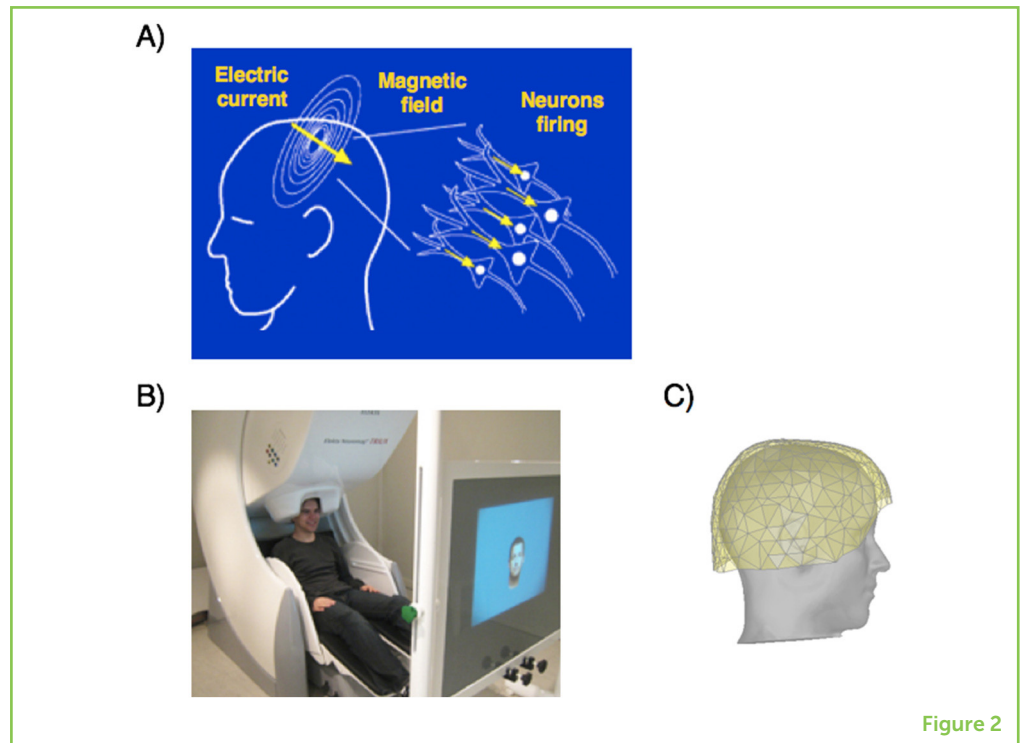 A)
Electric
current
Magnetic
field
Neurons
firing
B)
C)
Figure 2